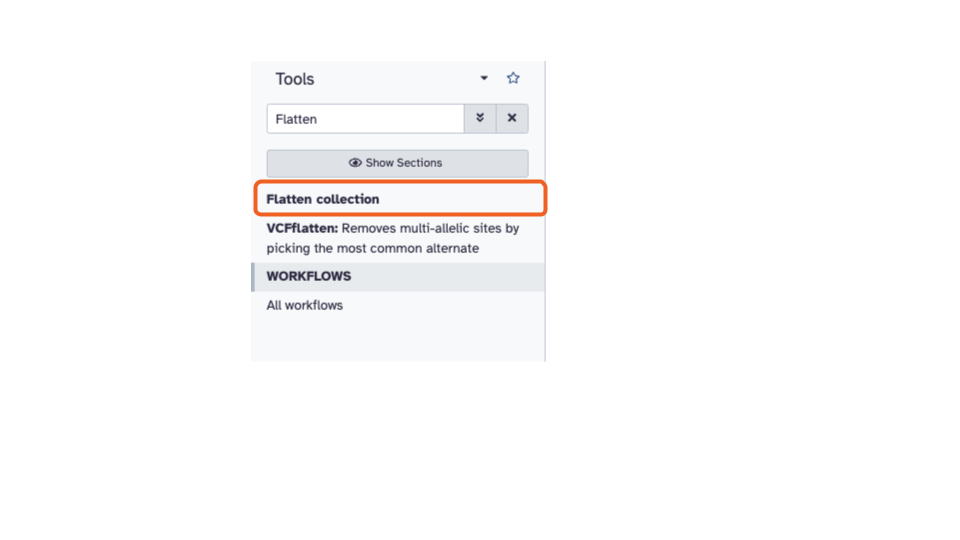 Tools
Flatten
Show Sections
Flatten collection
VCFflatten: Removes multi-allelic sites by
picking the most common alternate
WORKFLOWS
All workflows